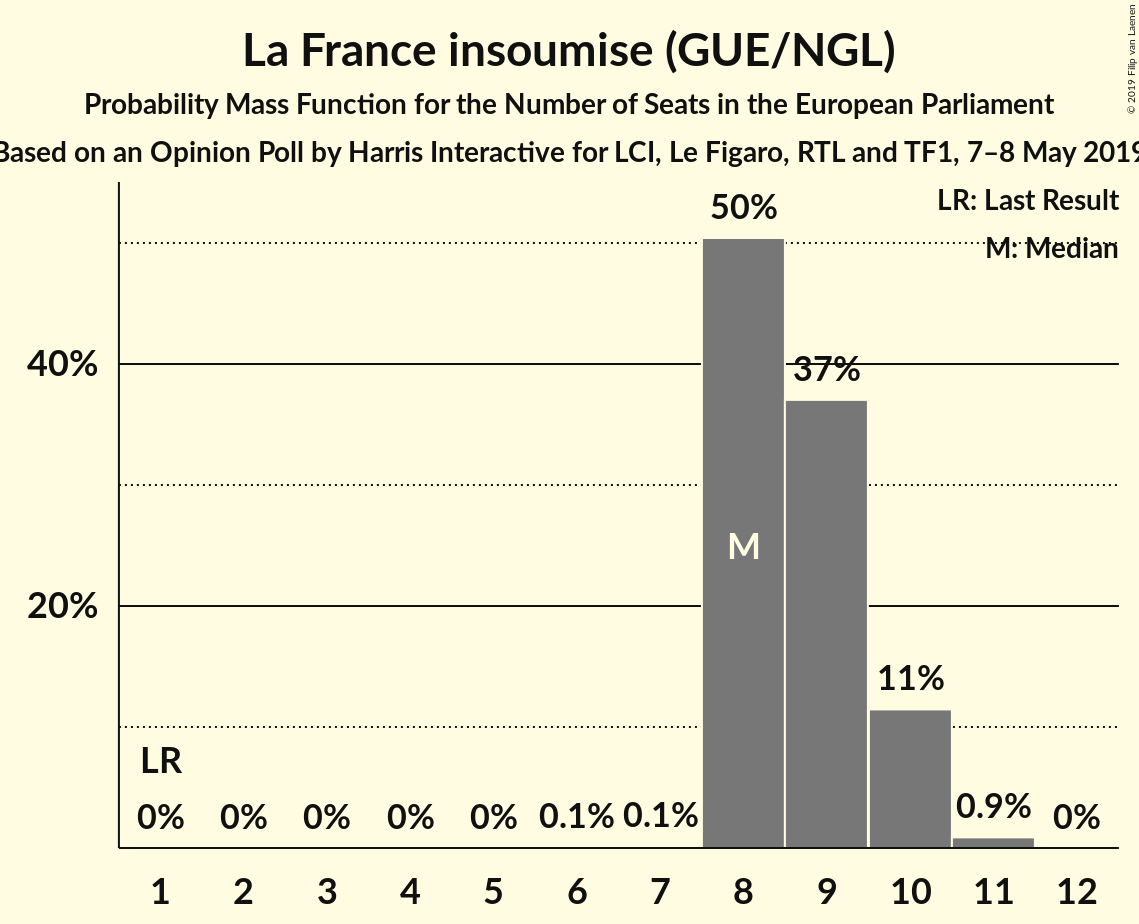 La France insoumise (GUE/NGL)
Probability Mass Function for the Number of Seats in the European Parliament
Based on an Opinion Poll by Harris Interactive for LCI, Le Figaro, RTL and TF1, 7–8 May 2019
© 2019 Filip van Laenen
LR: Last Result
M: Median
50%
40%
37%
M
20%
11%
LR
0% 0% 0% 0% 0% 0.1% 0.1% 0.9% 0%
1 2 3 4 5 6 7 8 9 10 11 12